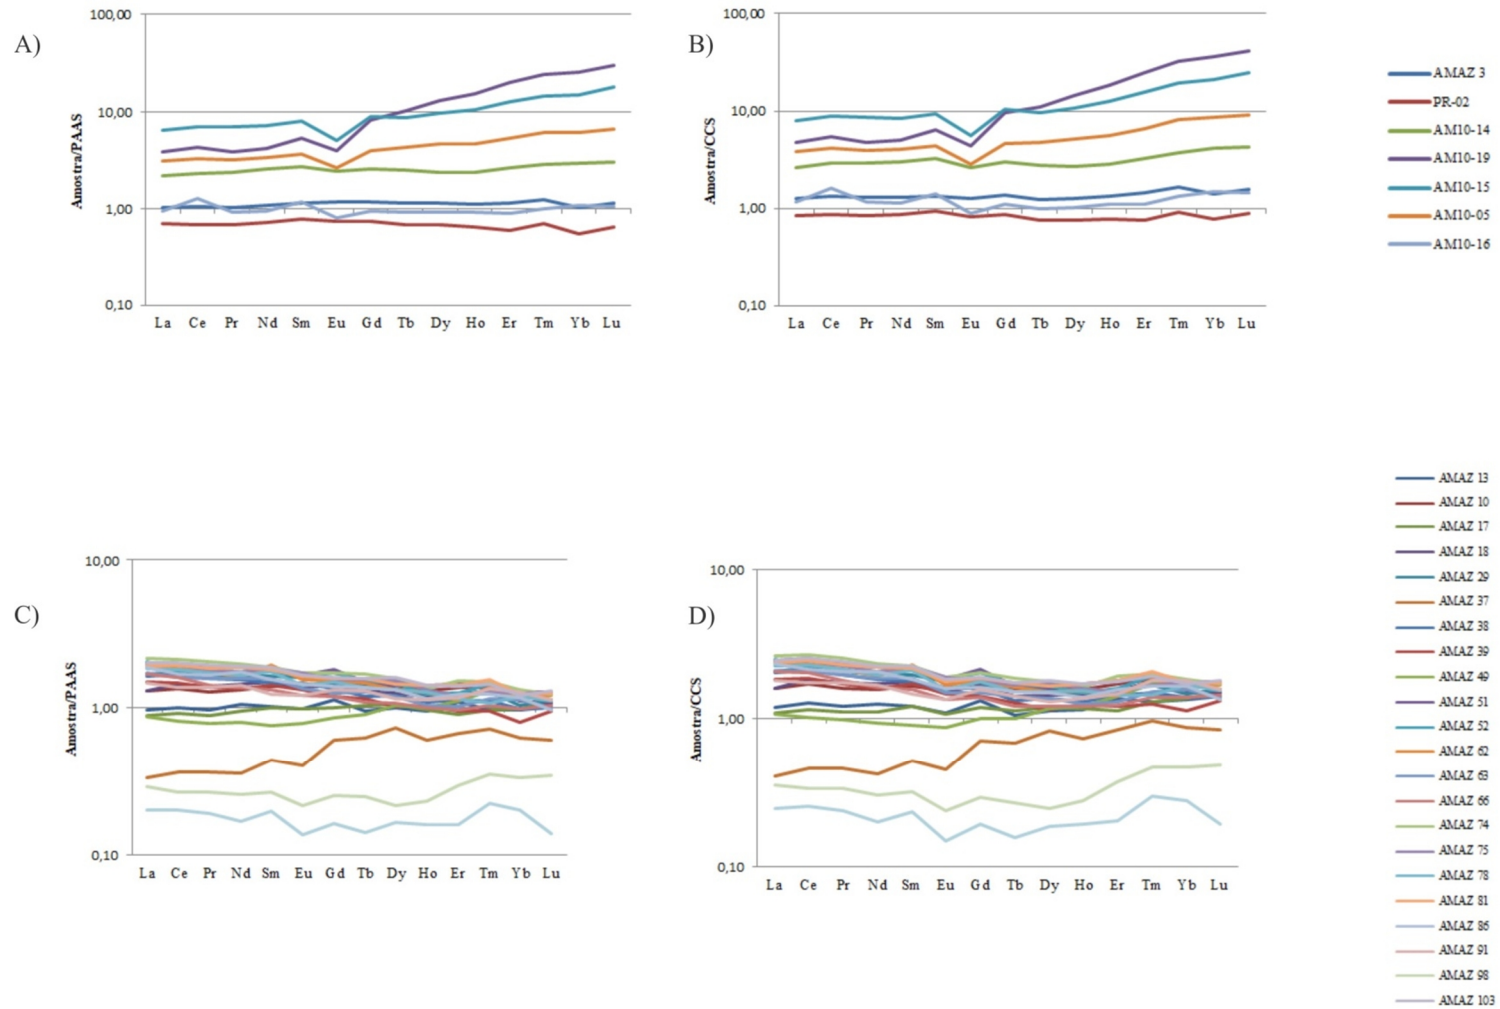 A)
Amostra/PAAS
100,00
10,00
1,00
0,10
La Ce Pr Nd Sm Eu Gd Tb Dy Ho Er Tm Yb Lu
B)
Amostra/CCS
100,00
10,00
1,00
0,10
La Ce Pr Nd Sm Eu Gd Tb Dy Ho Er Tm Yb Lu
AMAZ 3
PR-02
AM10-14
AM10-19
AM10-15
AM10-05
AM10-16
C)
Amostra/PAAS
10,00
1,00
0,10
La Ce Pr Nd Sm Eu Gd Tb Dy Ho Er Tm Yb Lu
D)
Amostra/CCS
10,00
1,00
0,10
La Ce Pr Nd Sm Eu Gd Tb Dy Ho Er Tm Yb Lu
AMAZ 13
AMAZ 10
AMAZ 17
AMAZ 18
AMAZ 29
AMAZ 37
AMAZ 38
AMAZ 39
AMAZ 49
AMAZ 51
AMAZ 52
AMAZ 62
AMAZ 63
AMAZ 66
AMAZ 74
AMAZ 75
AMAZ 78
AMAZ 81
AMAZ 86
AMAZ 91
AMAZ 98
AMAZ 103